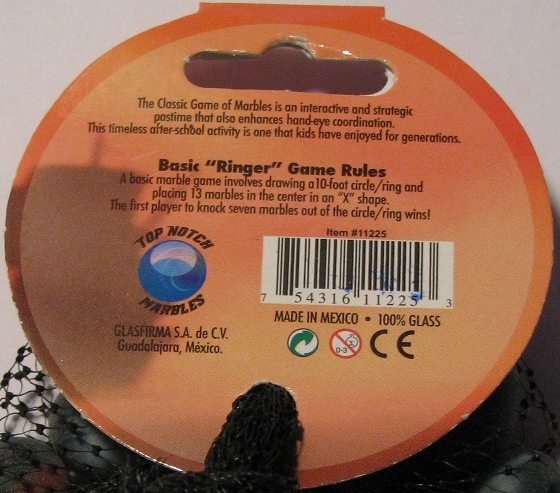 The Classic Game of Marbles is an interactive and strategic
pastime that also enhances hand-eye coordination.
This timeless after-school activity is one that kids have enjoyed for generations.
Basic "Ringer" Game Rules
A basic marble game involves drawing a 10-foot circle/ring and
placing 13 marbles in the center in an "X" shape.
The first player to knock seven marbles out of the circle/ring wins!
Item #11225
TOP NOTCH
MARBLES
7 54316 11225 3
GLASFIRMA S.A. de C.V.
Guadalajara, México.
MADE IN MEXICO • 100% GLASS
0-3
CE